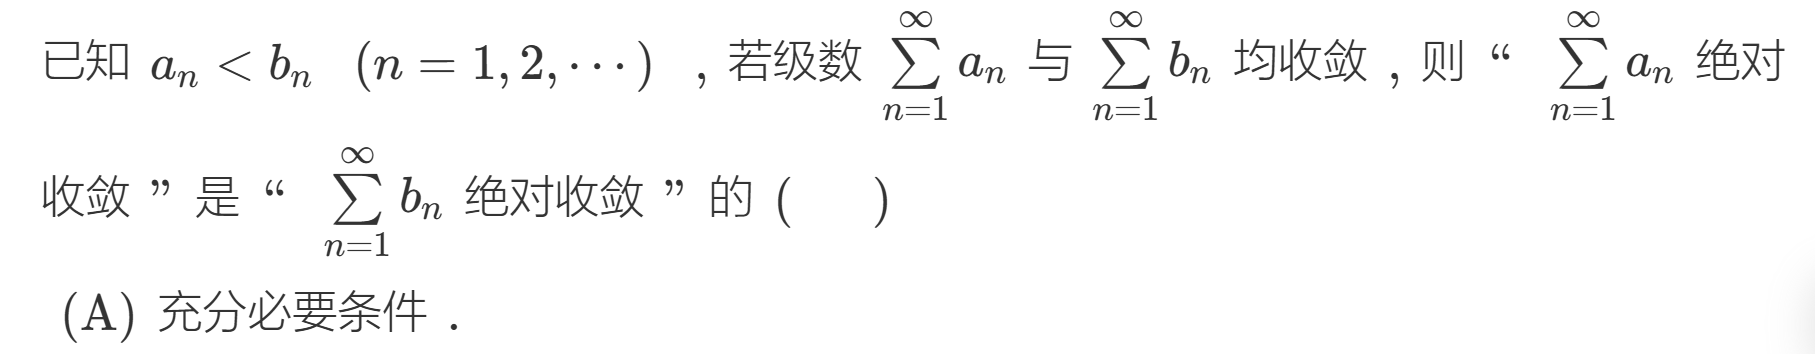 已知 $a_n < b_n$ $(n = 1, 2, \cdots)$ , 若级数 $\sum_{n=1}^{\infty} a_n$ 与 $\sum_{n=1}^{\infty} b_n$ 均收敛 , 则 “ $\sum_{n=1}^{\infty} a_n$ 绝对
收敛 ” 是 “ $\sum_{n=1}^{\infty} b_n$ 绝对收敛 ” 的 (  )
(A) 充分必要条件 .